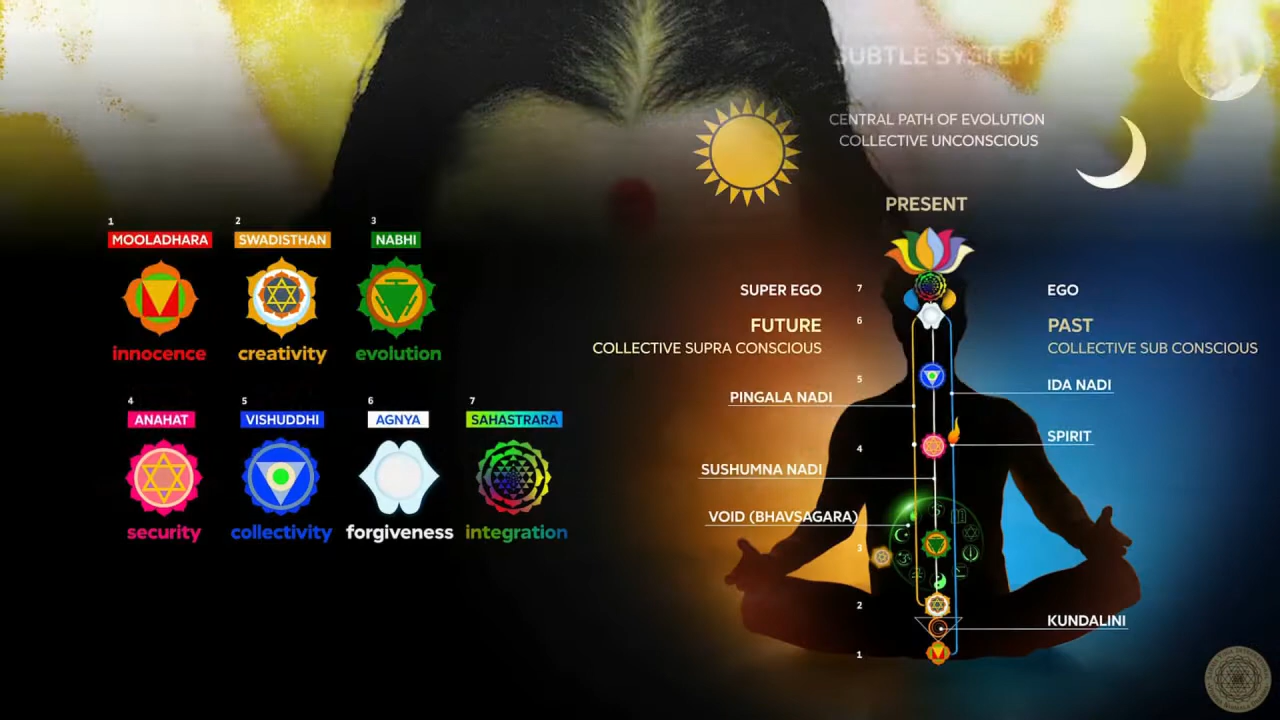 SUBTLE SYSTEM
CENTRAL PATH OF EVOLUTION
COLLECTIVE UNCONSCIOUS
PRESENT
1
MOOLADHARA
innocence
2
SWADISTHAN
creativity
3
NABHI
evolution
4
ANAHAT
security
5
VISHUDDHI
collectivity
6
AGNYA
forgiveness
7
SAHASTRARA
integration
SUPER EGO
7
EGO
FUTURE
6
PAST
COLLECTIVE SUPRA CONSCIOUS
COLLECTIVE SUB CONSCIOUS
5
IDA NADI
PINGALA NADI
SPIRIT
4
SUSHUMNA NADI
VOID (BHAVSAGARA)
3
2
KUNDALINI
1